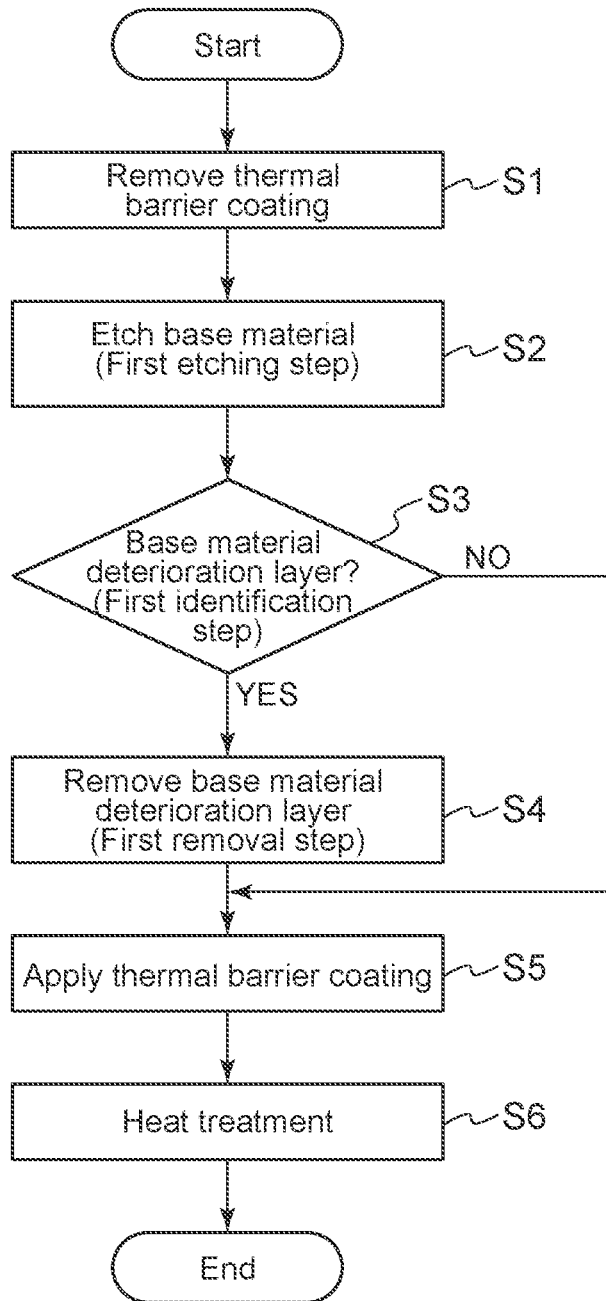 Start
Remove thermal
barrier coating
S1
Etch base material
(First etching step)
S2
S3
Base material
deterioration layer?
(First identification
step)
NO
YES
Remove base material
deterioration layer
(First removal step)
S4
Apply thermal barrier coating
S5
Heat treatment
S6
End